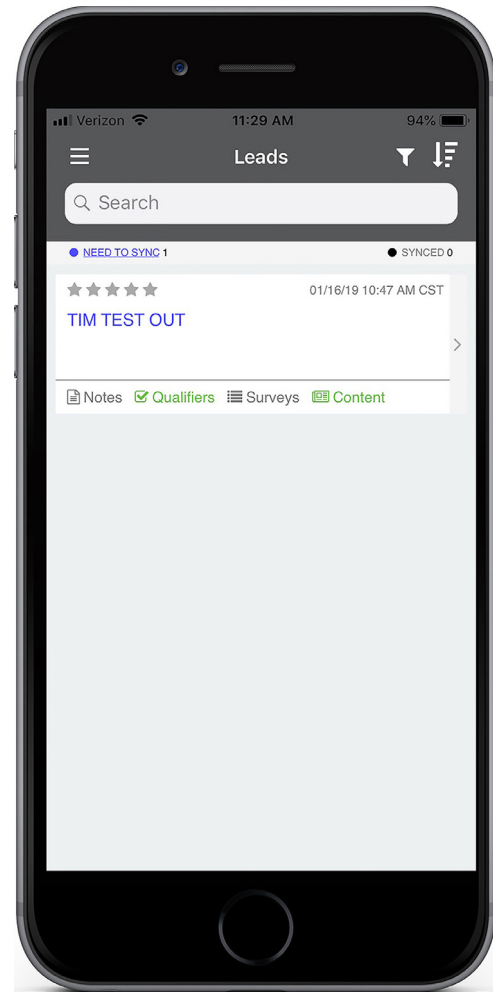 Verizon 11:29 AM 94%
Leads
Search
NEED TO SYNC 1 SYNCED 0
01/16/19 10:47 AM CST
TIM TEST OUT
Notes Qualifiers Surveys Content